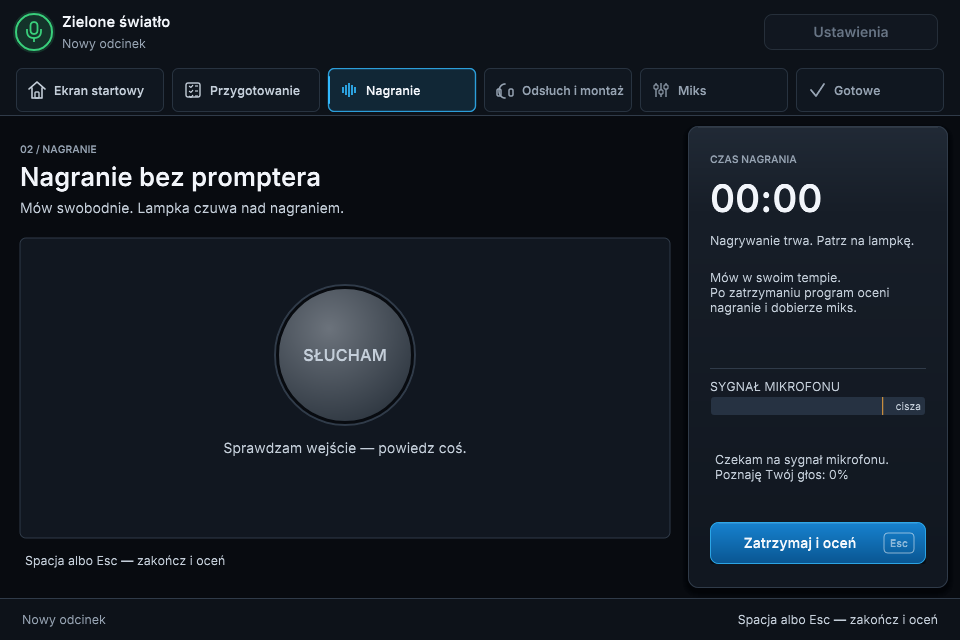 Zielone światło
Nowy odcinek
Ustawienia
Ekran startowy
Przygotowanie
Nagranie
Odsłuch i montaż
Miks
Gotowe
02 / NAGRANIE
Nagranie bez promptera
Mów swobodnie. Lampka czuwa nad nagraniem.
SŁUCHAM
Sprawdzam wejście — powiedz coś.
Spacja albo Esc — zakończ i oceń
CZAS NAGRANIA
00:00
Nagrywanie trwa. Patrz na lampkę.
Mów w swoim tempie.
Po zatrzymaniu program oceni
nagranie i dobierze miks.
SYGNAŁ MIKROFONU
cisza
Czekam na sygnał mikrofonu.
Poznaję Twój głos: 0%
Zatrzymaj i oceń
Esc
Nowy odcinek
Spacja albo Esc — zakończ i oceń